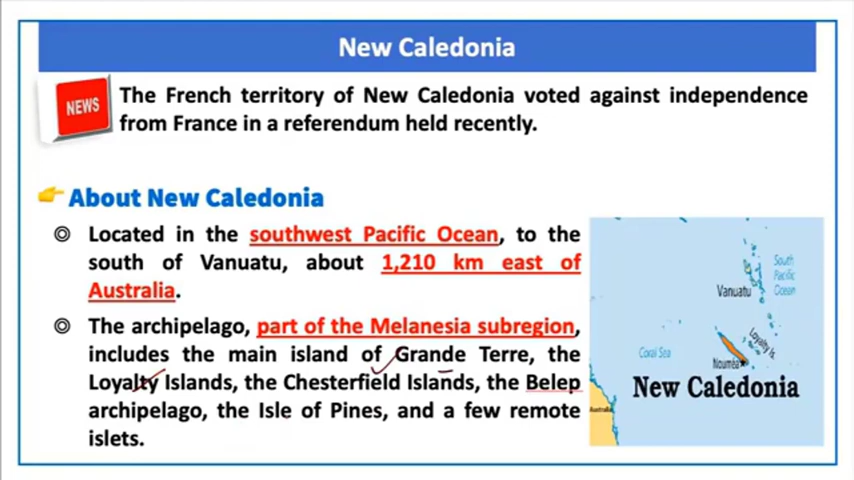 New Caledonia
NEWS
The French territory of New Caledonia voted against independence
from France in a referendum held recently.
About New Caledonia
Located in the southwest Pacific Ocean, to the
south of Vanuatu, about 1,210 km east of
Australia.
The archipelago, part of the Melanesia subregion,
includes the main island of Grande Terre, the
Loyalty Islands, the Chesterfield Islands, the Belep
archipelago, the Isle of Pines, and a few remote
islets.
South
Pacific
Ocean
Vanuatu
Loyalty Is.
Coral Sea
Nouméa
New Caledonia
Australia